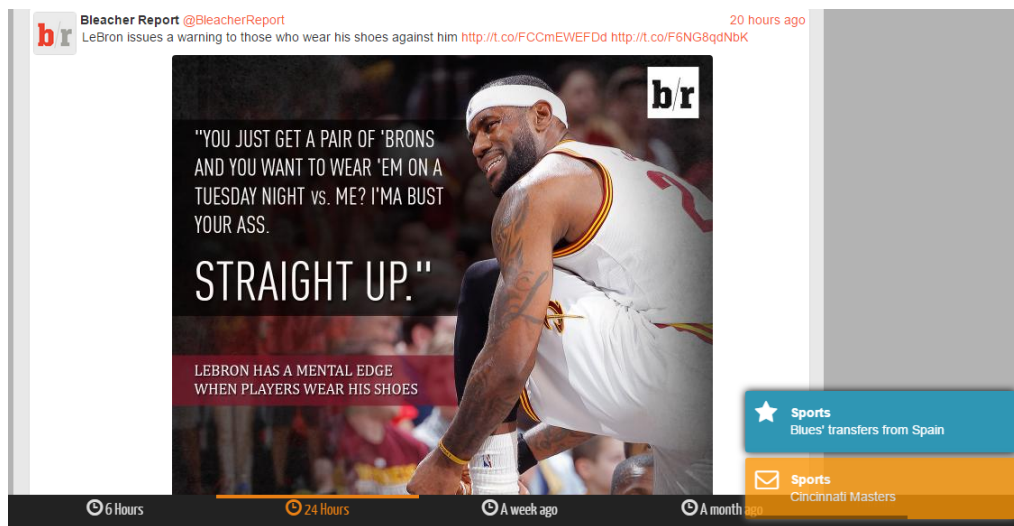 Bleacher Report @BleacherReport
20 hours ago
LeBron issues a warning to those who wear his shoes against him http://t.co/FCCmEWEFDd http://t.co/F6NG8qdNbK
b/r
b/r
"YOU JUST GET A PAIR OF 'BRONS
AND YOU WANT TO WEAR 'EM ON A
TUESDAY NIGHT VS. ME? I'MA BUST
YOUR ASS.
STRAIGHT UP."
LEBRON HAS A MENTAL EDGE
WHEN PLAYERS WEAR HIS SHOES
2
L
Sports
Blues' transfers from Spain
Sports
Cincinnati Masters
6 Hours
24 Hours
A week ago
A month ago